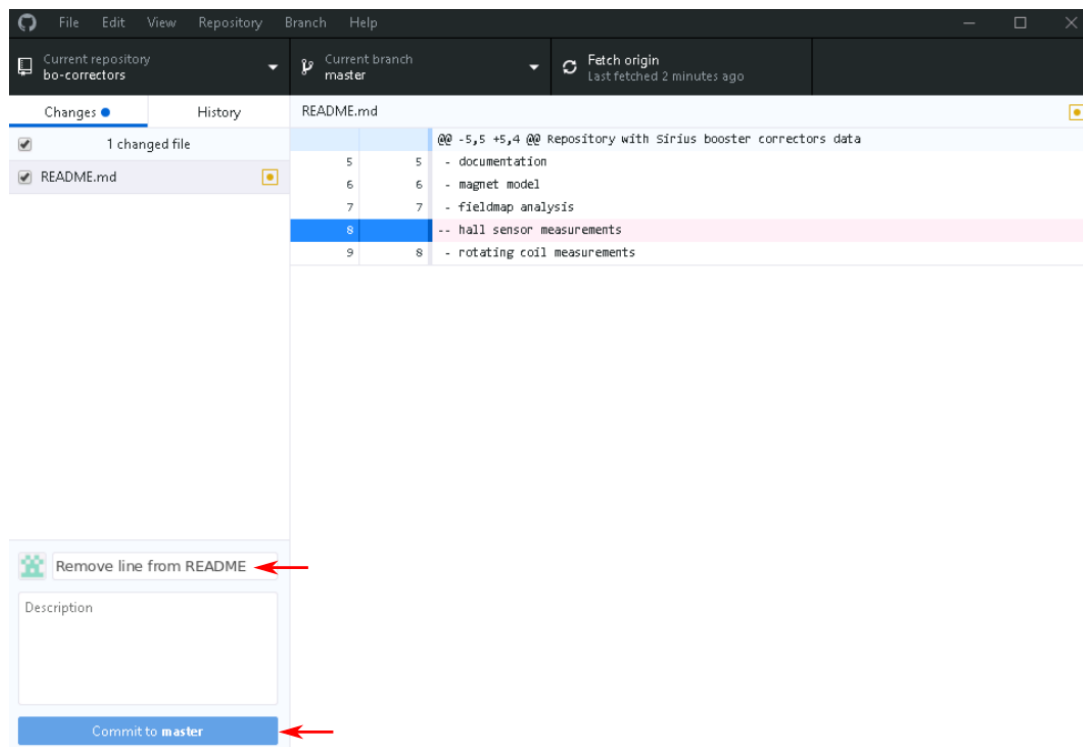 File Edit View Repository Branch Help
Current repository
bo-correctors
Current branch
master
Fetch origin
Last fetched 2 minutes ago
Changes History
README.md
1 changed file
README.md
@@ -5,5 +5,4 @@ Repository with Sirius booster correctors data
5 5 - documentation
6 6 - magnet model
7 7 - fieldmap analysis
8 -- hall sensor measurements
9 8 - rotating coil measurements
Remove line from README
Description
Commit to master